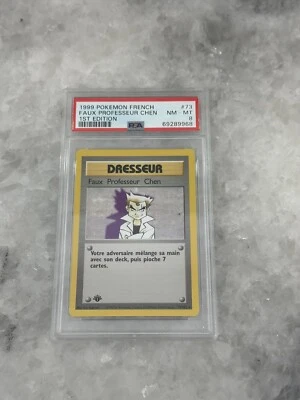 1999 POKEMON FRENCH #73
FAUX PROFESSEUR CHEN NM - MT
1ST EDITION PSA 8
69289968
DRESSEUR
Faux Professeur Chen
Votre adversaire mélange sa main
avec son deck, puis pioche 7
cartes.